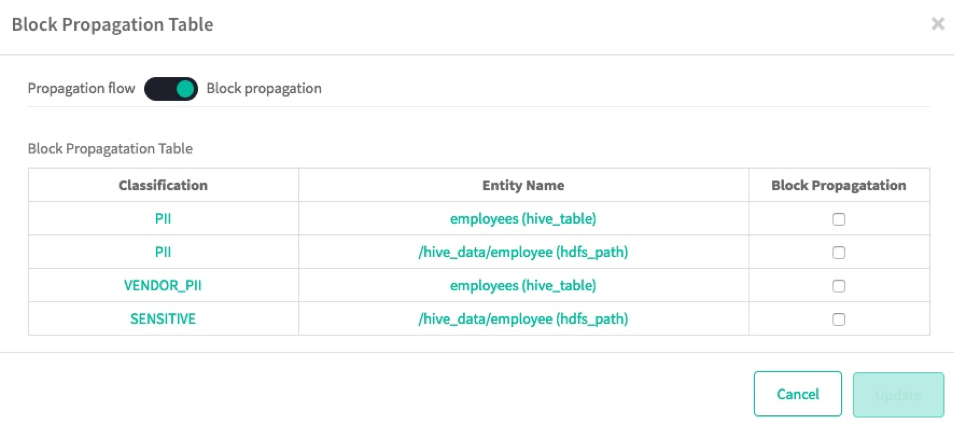 Block Propagation Table
×
Propagation flow Block propagation
Block Propagatation Table
Classification Entity Name Block Propagatation
PII employees (hive_table)
PII /hive_data/employee (hdfs_path)
VENDOR_PII employees (hive_table)
SENSITIVE /hive_data/employee (hdfs_path)
Cancel Update